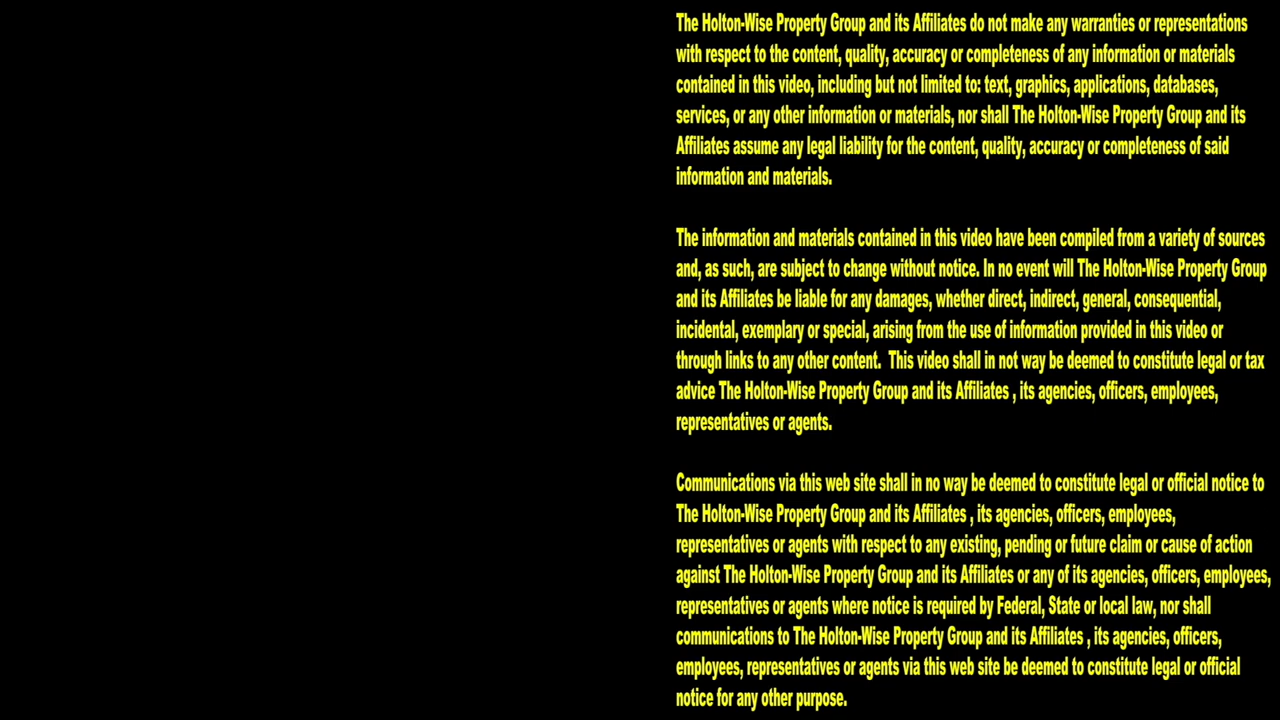 The Holton-Wise Property Group and its Affiliates do not make any warranties or representations
with respect to the content, quality, accuracy or completeness of any information or materials
contained in this video, including but not limited to: text, graphics, applications, databases,
services, or any other information or materials, nor shall The Holton-Wise Property Group and its
Affiliates assume any legal liability for the content, quality, accuracy or completeness of said
information and materials.
The information and materials contained in this video have been compiled from a variety of sources
and, as such, are subject to change without notice. In no event will The Holton-Wise Property Group
and its Affiliates be liable for any damages, whether direct, indirect, general, consequential,
incidental, exemplary or special, arising from the use of information provided in this video or
through links to any other content.  This video shall in not way be deemed to constitute legal or tax
advice The Holton-Wise Property Group and its Affiliates , its agencies, officers, employees,
representatives or agents.
Communications via this web site shall in no way be deemed to constitute legal or official notice to
The Holton-Wise Property Group and its Affiliates , its agencies, officers, employees,
representatives or agents with respect to any existing, pending or future claim or cause of action
against The Holton-Wise Property Group and its Affiliates or any of its agencies, officers, employees,
representatives or agents where notice is required by Federal, State or local law, nor shall
communications to The Holton-Wise Property Group and its Affiliates , its agencies, officers,
employees, representatives or agents via this web site be deemed to constitute legal or official
notice for any other purpose.